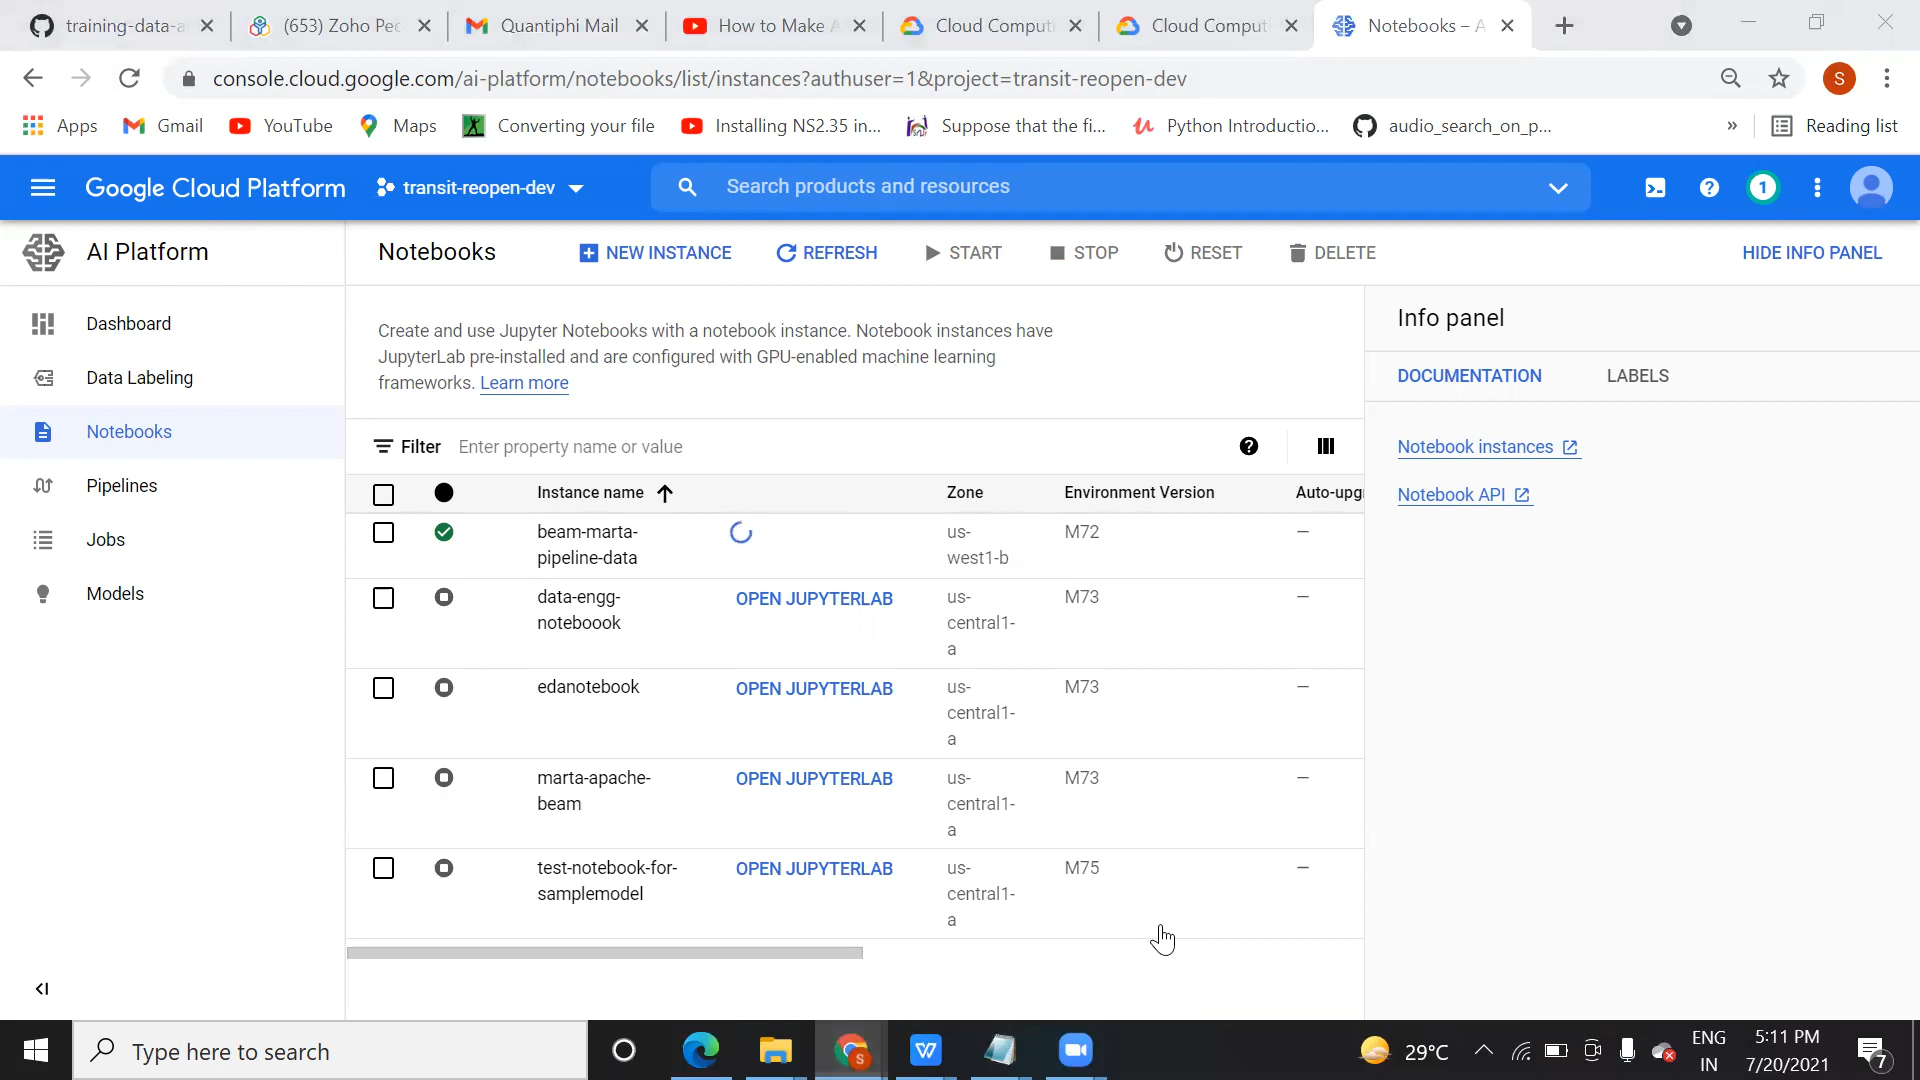 training-data-a
(653) Zoho Pec
Quantiphi Mail
How to Make A
Cloud Comput
Cloud Comput
Notebooks – A
console.cloud.google.com/ai-platform/notebooks/list/instances?authuser=1&project=transit-reopen-dev
S
Apps
Gmail
YouTube
Maps
Converting your file
Installing NS2.35 in...
Suppose that the fi...
Python Introductio...
audio_search_on_p...
»
Reading list
Google Cloud Platform
transit-reopen-dev
Search products and resources
1
AI Platform
Notebooks
NEW INSTANCE
REFRESH
START
STOP
RESET
DELETE
HIDE INFO PANEL
Dashboard
Data Labeling
Notebooks
Pipelines
Jobs
Models
Create and use Jupyter Notebooks with a notebook instance. Notebook instances have
JupyterLab pre-installed and are configured with GPU-enabled machine learning
frameworks. Learn more
Filter Enter property name or value
Instance name Zone Environment Version Auto-upg
beam-marta- us- M72 —
pipeline-data west1-b
data-engg- OPEN JUPYTERLAB us- M73 —
noteboook central1-
a
edanotebook OPEN JUPYTERLAB us- M73 —
central1-
a
marta-apache- OPEN JUPYTERLAB us- M73 —
beam central1-
a
test-notebook-for- OPEN JUPYTERLAB us- M75 —
samplemodel central1-
a
Info panel
DOCUMENTATION
LABELS
Notebook instances
Notebook API
Type here to search
S
W
29°C
ENG
IN
5:11 PM
7/20/2021
7